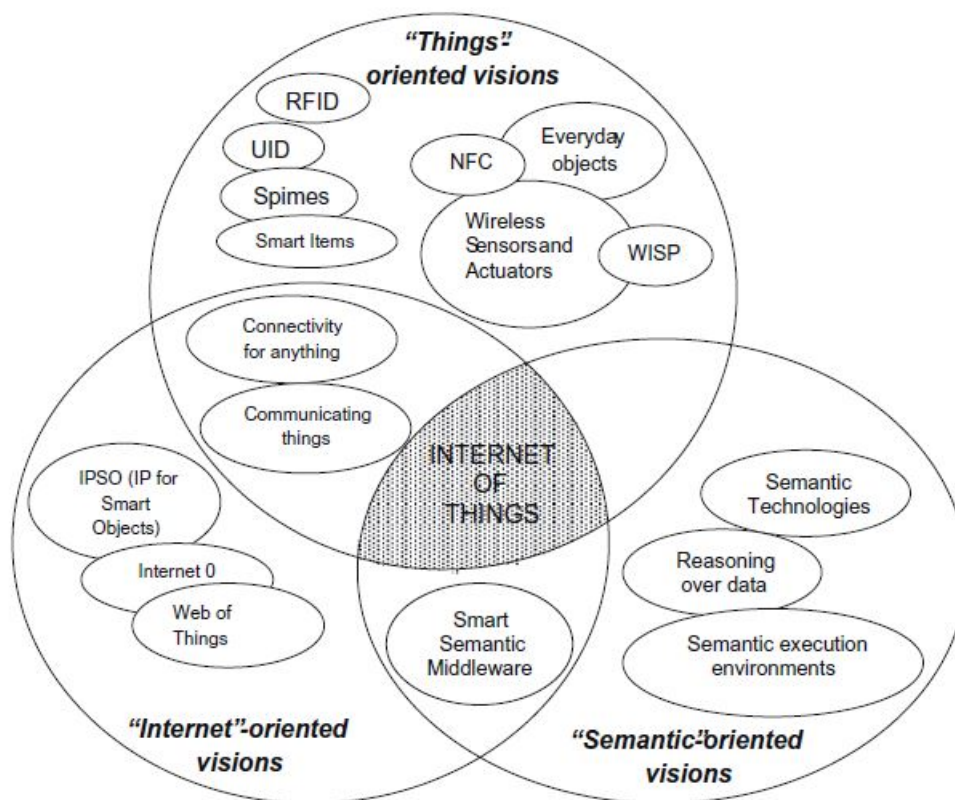 “Things”-
oriented visions
RFID
UID
Spimes
Smart Items
NFC
Everyday
objects
Wireless
Sensors and
Actuators
WISP
Connectivity
for anything
Communicating
things
INTERNET
OF
THINGS
IPSO (IP for
Smart
Objects)
Internet 0
Web of
Things
Semantic
Technologies
Reasoning
over data
Semantic execution
environments
Smart
Semantic
Middleware
“Internet”-oriented
visions
“Semantic”-oriented
visions